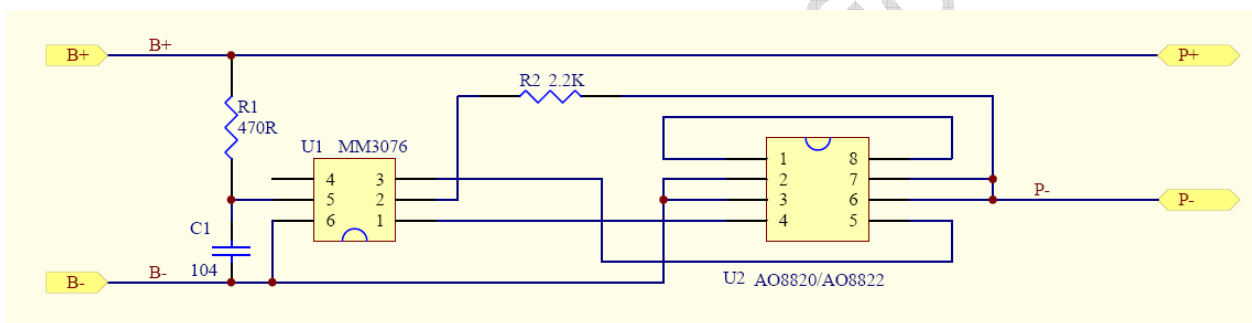 B+
B+
P+
R2 2.2K
R1
470R
U1 MM3076
4 3
5 2
6 1
1 8
2 7
3 6
4 5
P-
P-
C1
104
B-
B-
U2 AO8820/AO8822